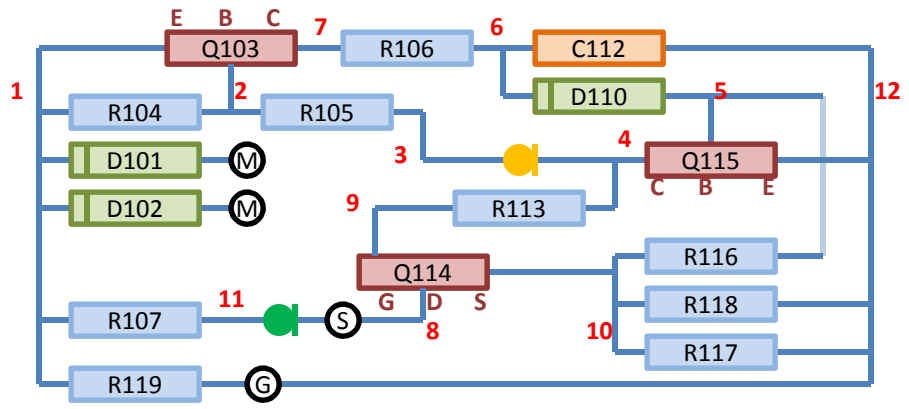 E B C
7
6
Q103
R106
C112
1
2
D110
5
12
R104
R105
3
4
D101
M
Q115
C B E
D102
M
9
R113
R116
Q114
G D S
11
R107
S
8
10
R118
R117
R119
G